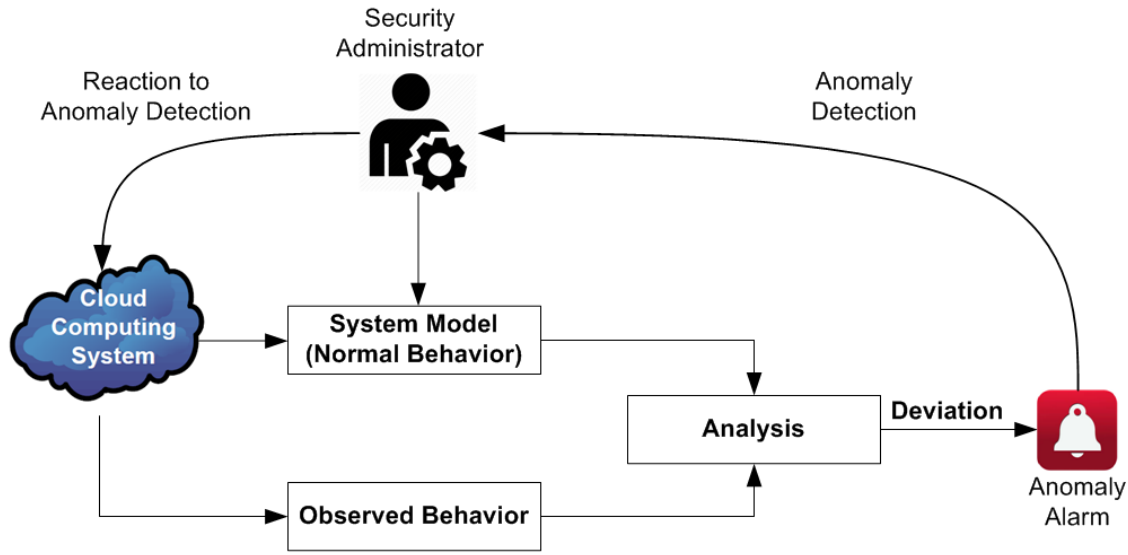 Security
Administrator
Reaction to
Anomaly Detection
Anomaly
Detection
Cloud
Computing
System
System Model
(Normal Behavior)
Analysis
Deviation
Observed Behavior
Anomaly
Alarm